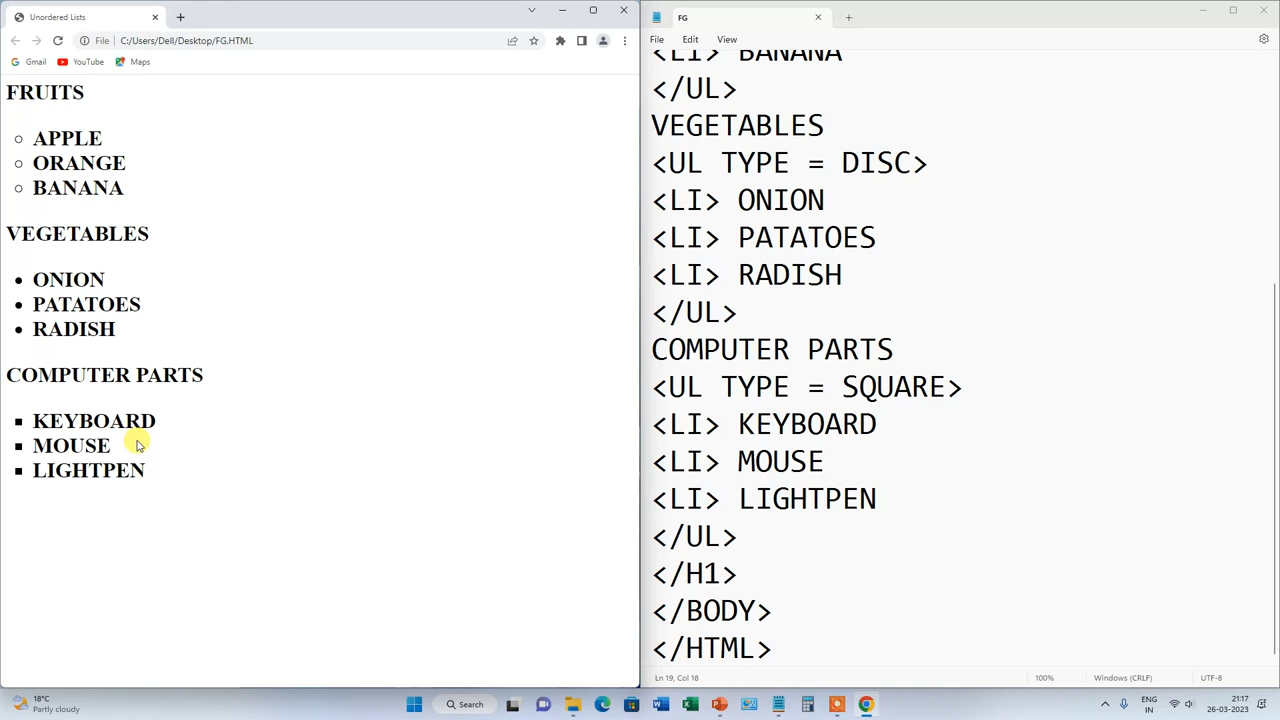 Unordered Lists
File
C:/Users/Dell/Desktop/FG.HTML
Gmail
YouTube
Maps
FRUITS
APPLE
ORANGE
BANANA
VEGETABLES
ONION
PATATOES
RADISH
COMPUTER PARTS
KEYBOARD
MOUSE
LIGHTPEN
FG
File Edit View
<LI> BANANA
</UL>
VEGETABLES
<UL TYPE = DISC>
<LI> ONION
<LI> PATATOES
<LI> RADISH
</UL>
COMPUTER PARTS
<UL TYPE = SQUARE>
<LI> KEYBOARD
<LI> MOUSE
<LI> LIGHTPEN
</UL>
</H1>
</BODY>
</HTML>
Ln 19, Col 18
100%
Windows (CRLF)
UTF-8
18°C
Partly cloudy
Search
ENG
IN
21:17
26-03-2023